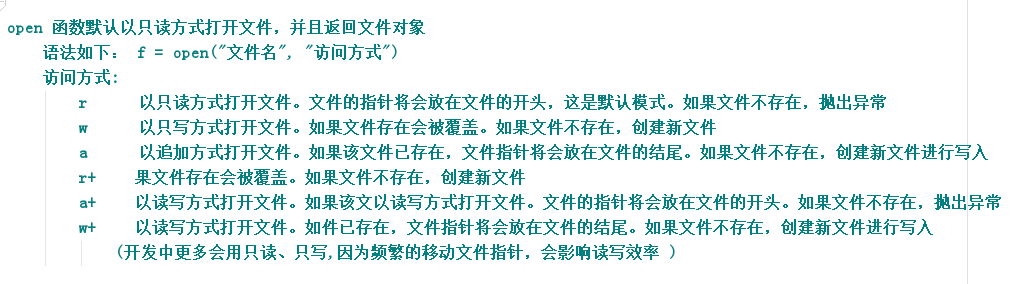 open 函数默认以只读方式打开文件，并且返回文件对象
语法如下： f = open("文件名", "访问方式")
访问方式:
r 以只读方式打开文件。文件的指针将会放在文件的开头，这是默认模式。如果文件不存在，抛出异常
w 以只写方式打开文件。如果文件存在会被覆盖。如果文件不存在，创建新文件
a 以追加方式打开文件。如果该文件已存在，文件指针将会放在文件的结尾。如果文件不存在，创建新文件进行写入
r+ 果文件存在会被覆盖。如果文件不存在，创建新文件
a+ 以读写方式打开文件。如果该文以读写方式打开文件。文件的指针将会放在文件的开头。如果文件不存在，抛出异常
w+ 以读写方式打开文件。如件已存在，文件指针将会放在文件的结尾。如果文件不存在，创建新文件进行写入
(开发中更多会用只读、只写,因为频繁的移动文件指针，会影响读写效率 )